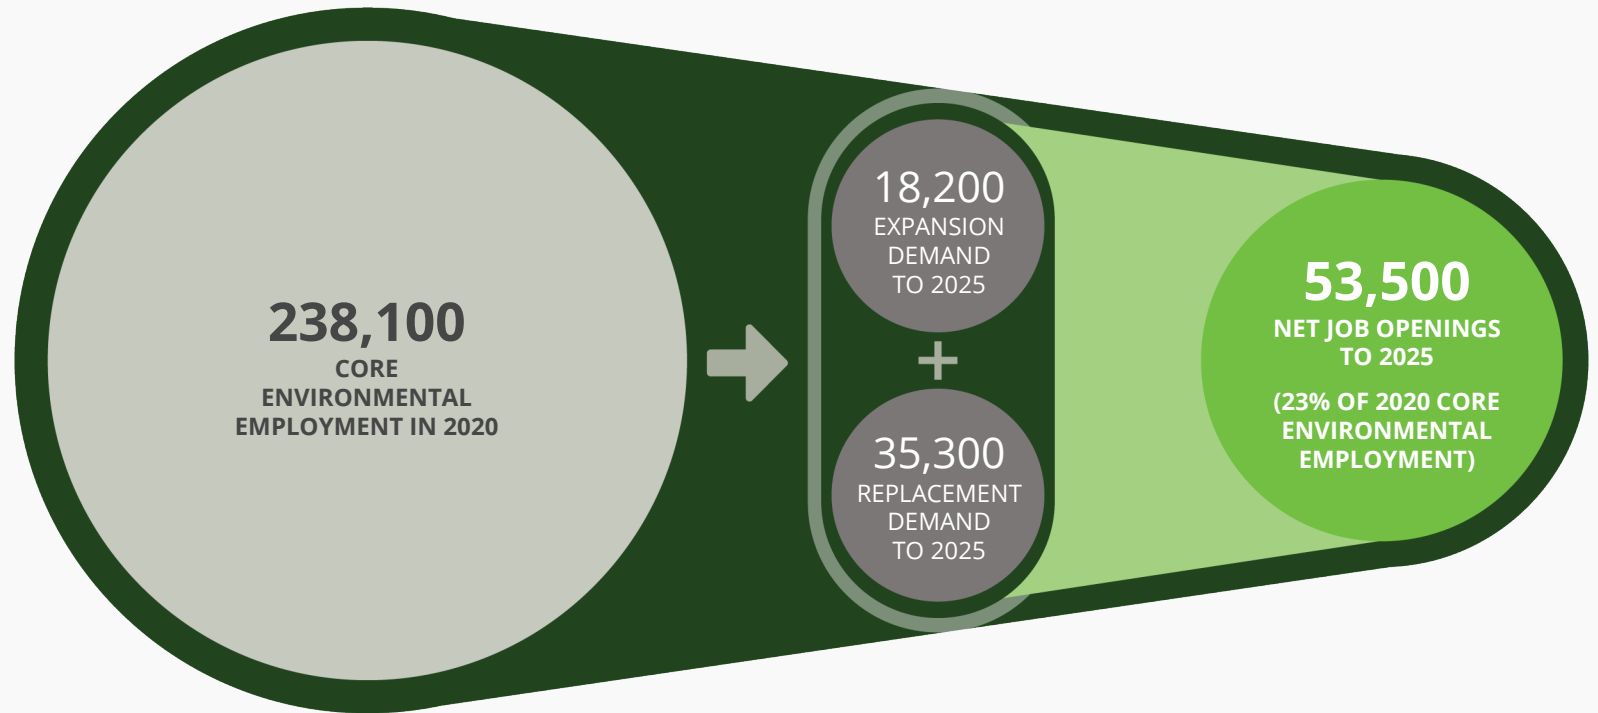 238,100
CORE
ENVIRONMENTAL
EMPLOYMENT IN 2020
18,200
EXPANSION
DEMAND
TO 2025
+
35,300
REPLACEMENT
DEMAND
TO 2025
53,500
NET JOB OPENINGS
TO 2025
(23% OF 2020 CORE
ENVIRONMENTAL
EMPLOYMENT)